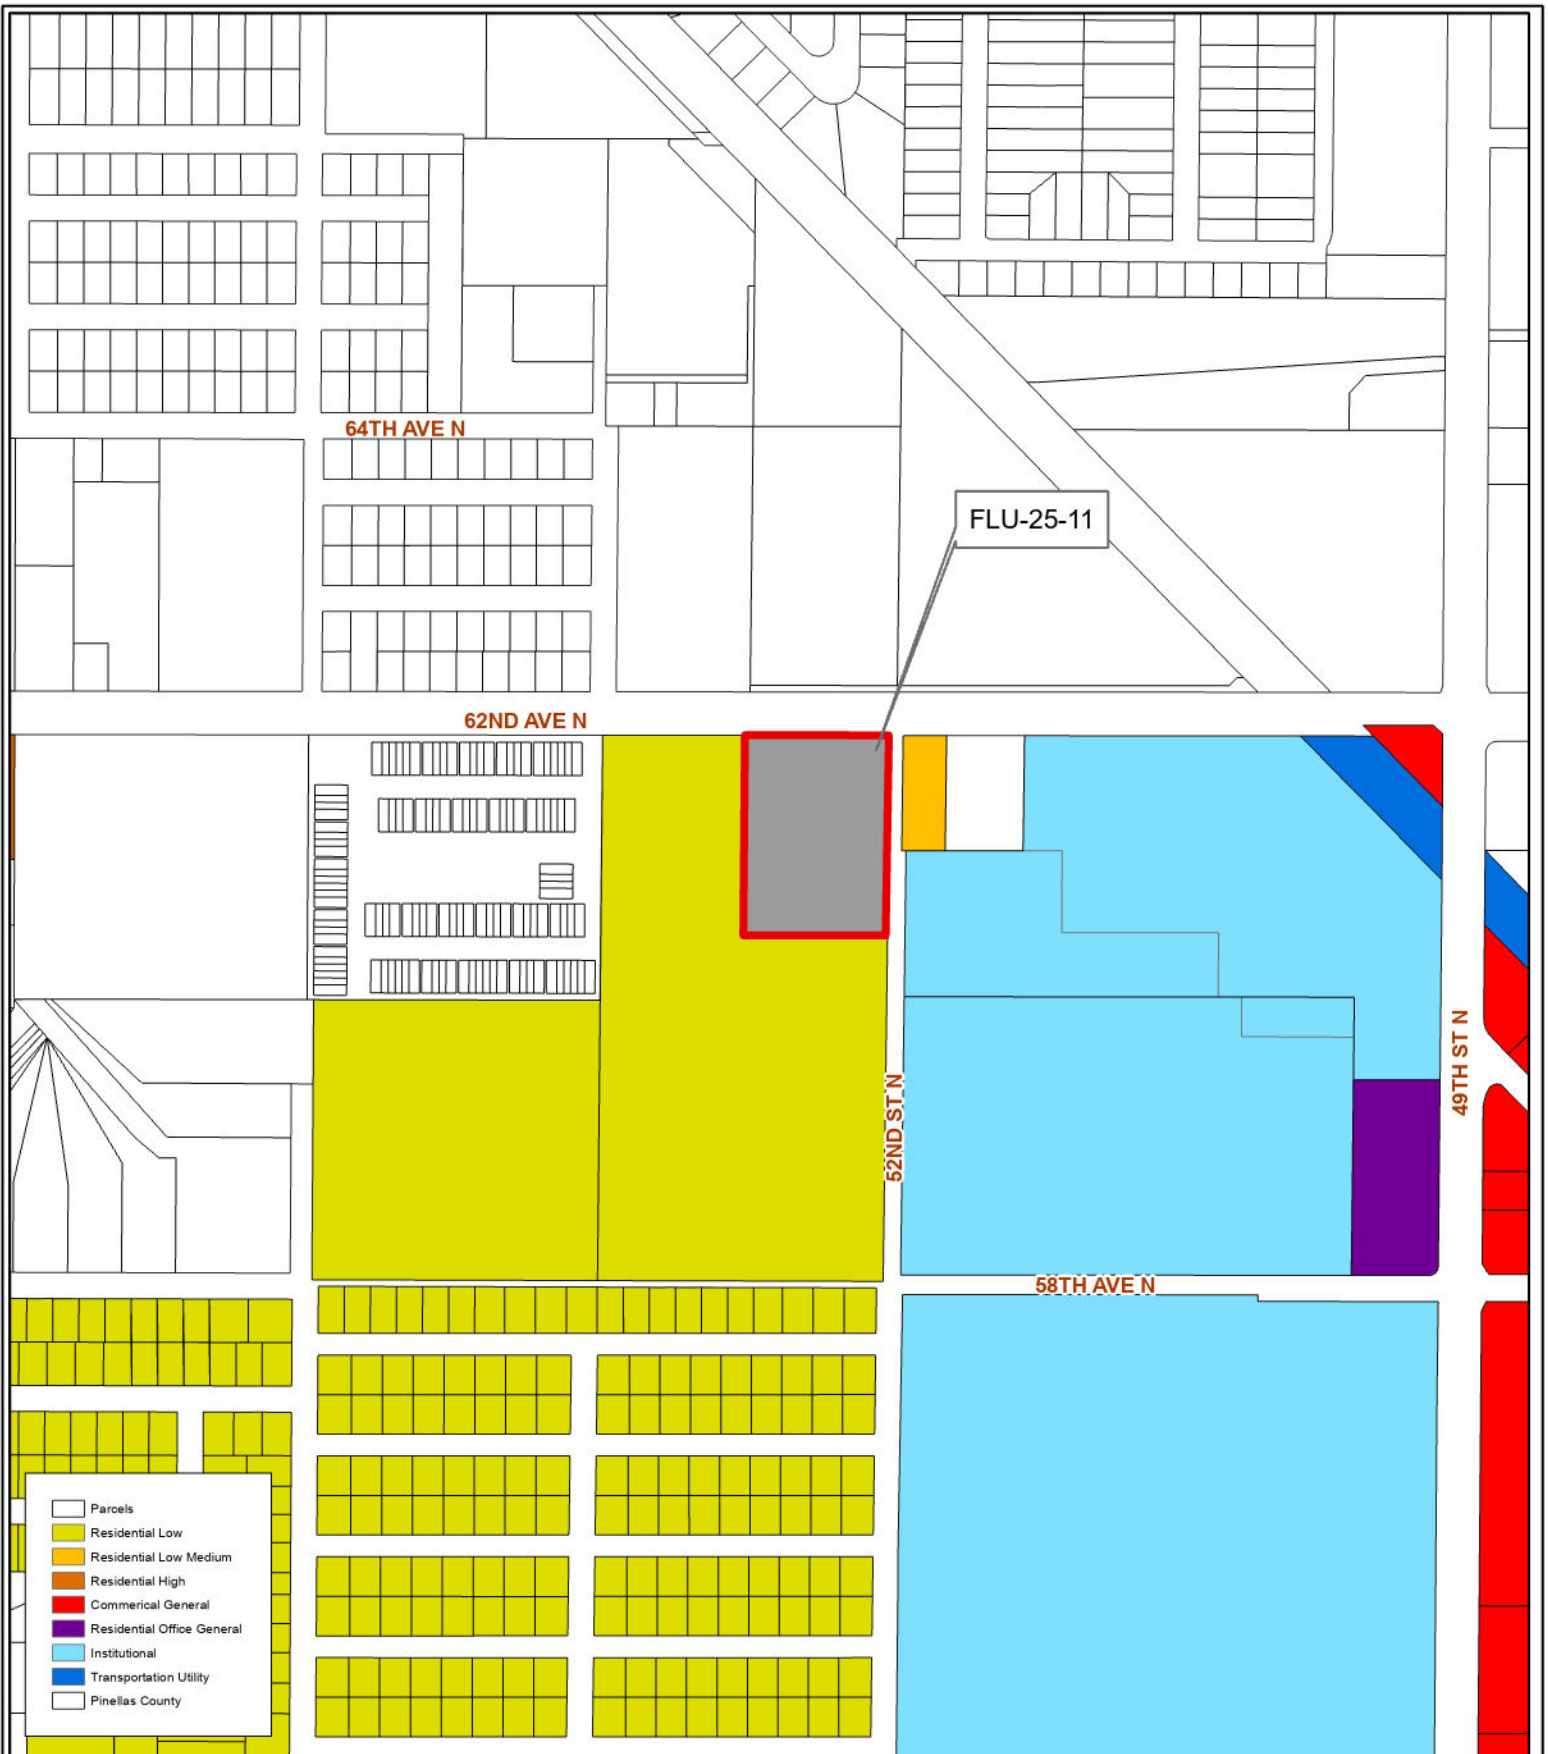 64TH AVE N
FLU-25-11
62ND AVE N
52ND ST N
49TH ST N
58TH AVE N
Parcels
Residential Low
Residential Low Medium
Residential High
Commerical General
Residential Office General
Institutional
Transportation Utility
Pinellas County